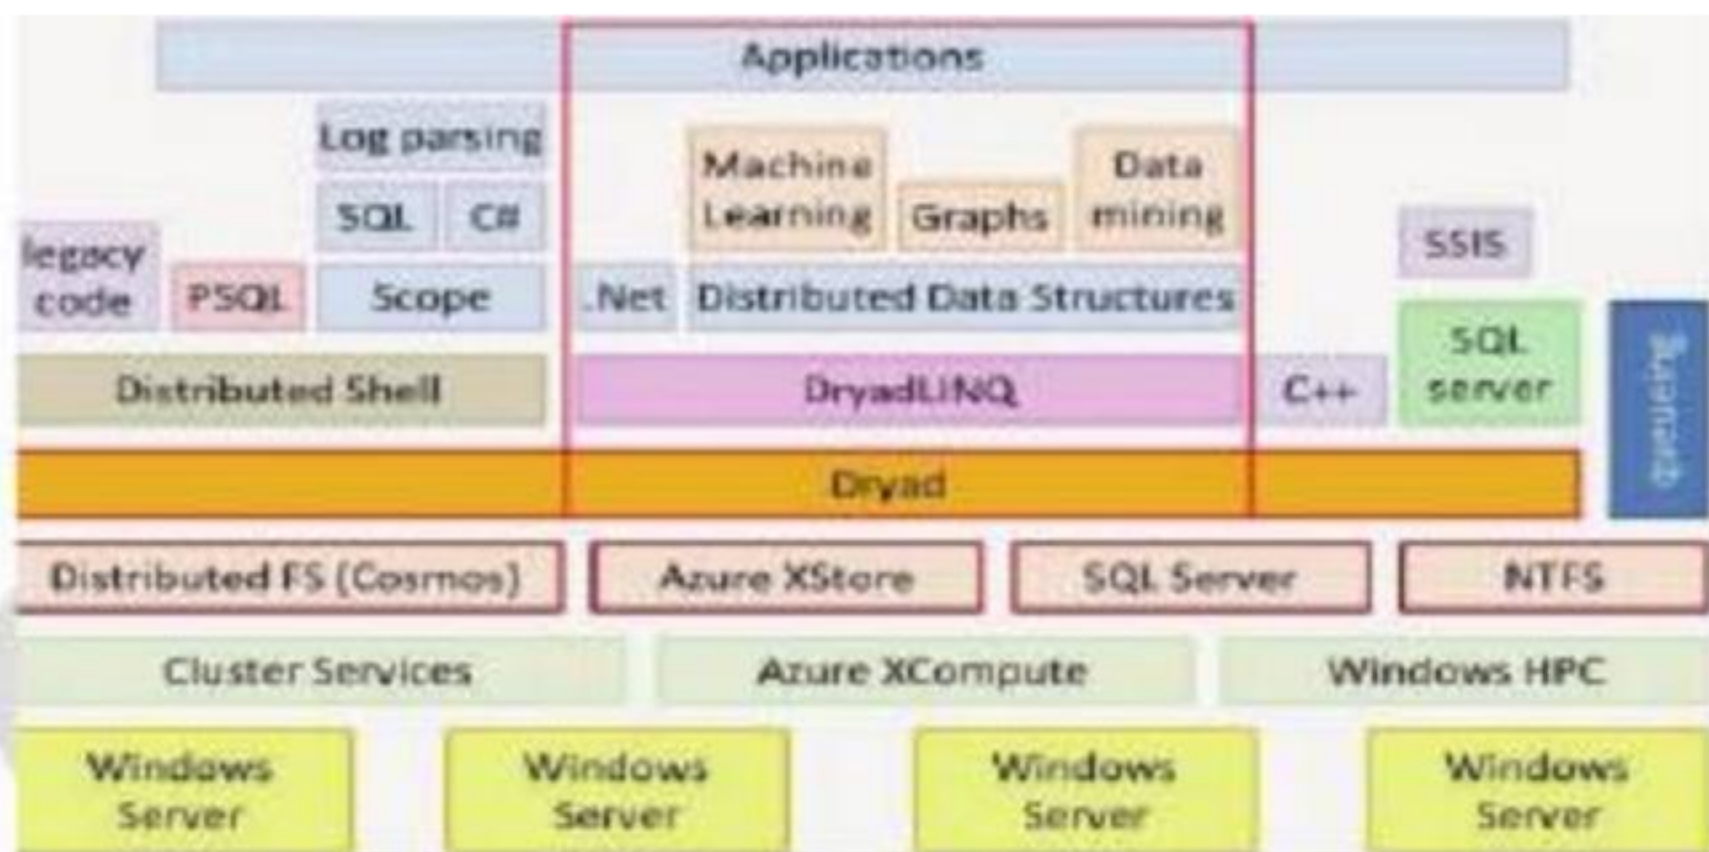 Applications
Log parsing
Machine
Learning
Graphs
Data
mining
SQL
C#
SSIS
legacy
code
PSQL
Scope
.Net
Distributed Data Structures
SQL
server
Distributed Shell
DryadLINQ
C++
Dryad
Distributed FS (Cosmos)
Azure XStore
SQL Server
NTFS
Cluster Services
Azure XCompute
Windows HPC
Windows
Server
Windows
Server
Windows
Server
Windows
Server